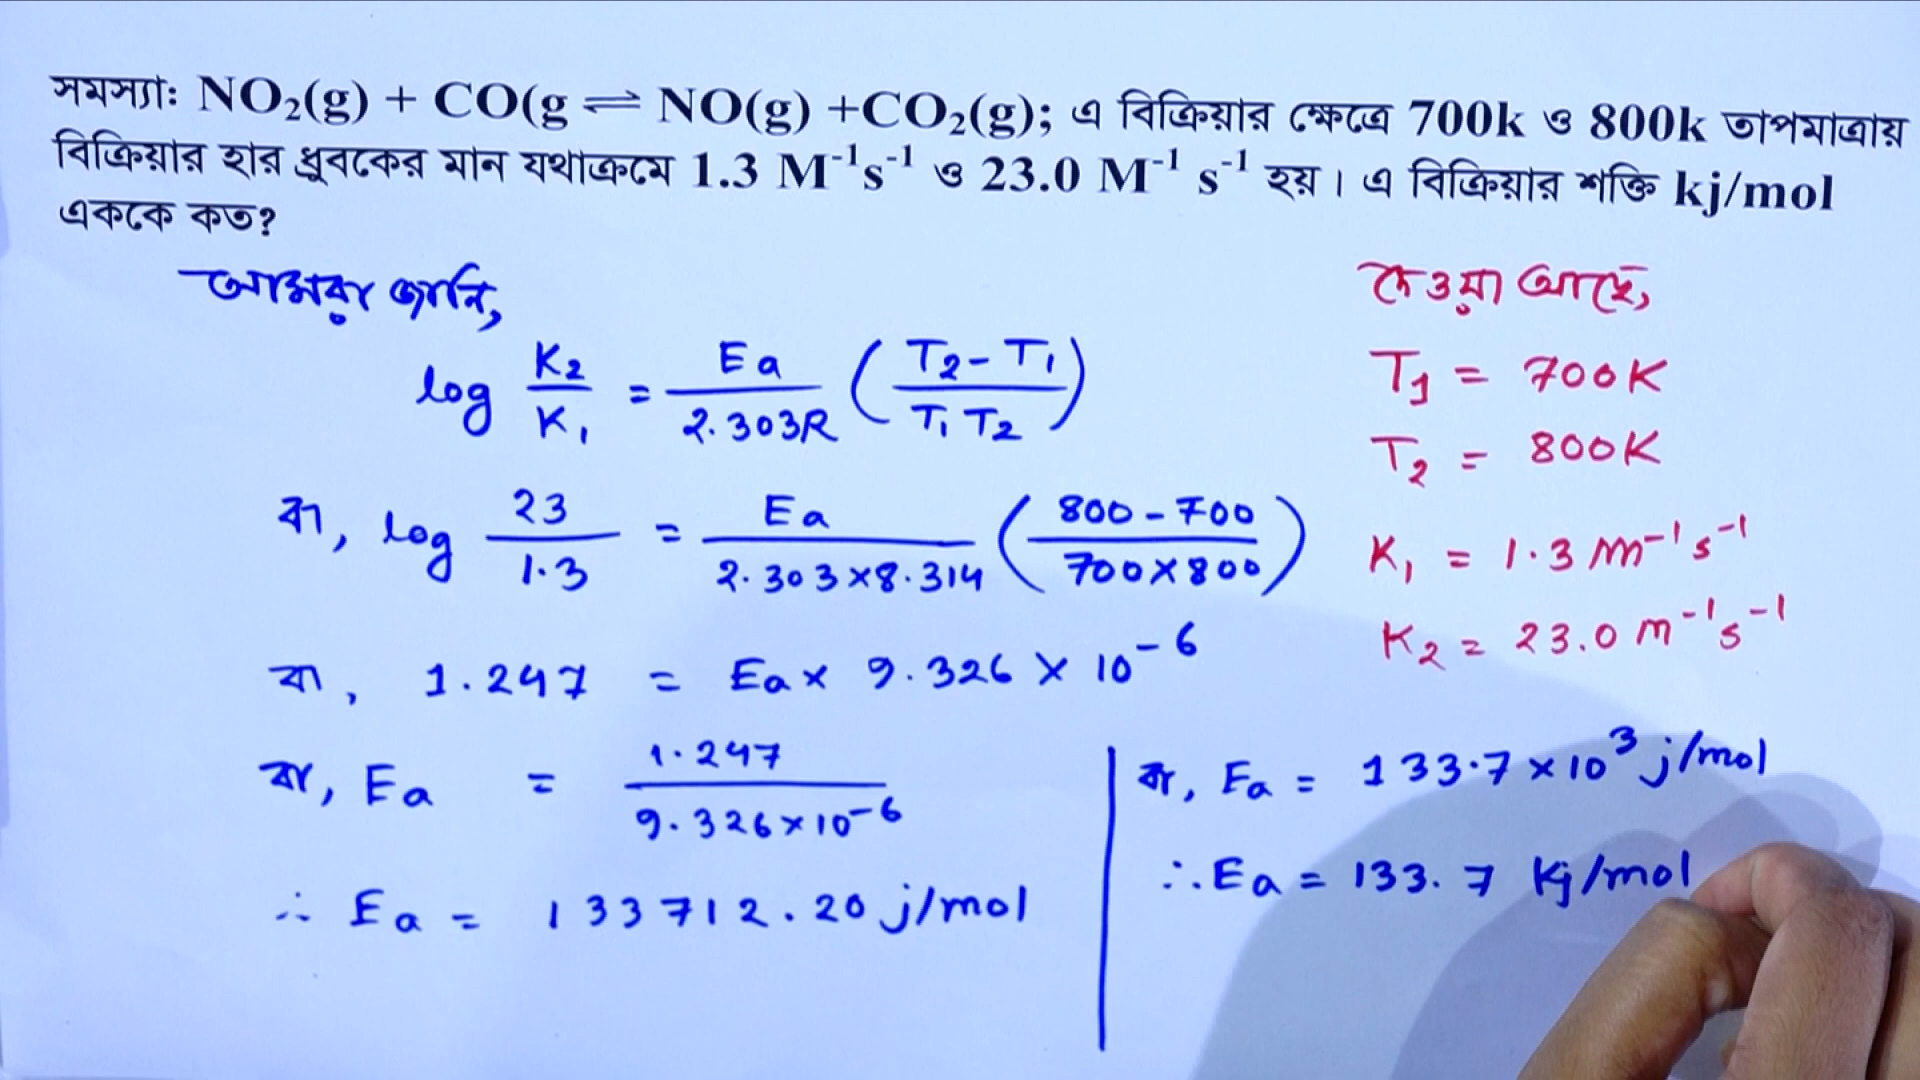 সমস্যাঃ NO₂(g) + CO(g ⇌ NO(g) +CO₂(g); এ বিক্রিয়ার ক্ষেত্রে 700k ও 800k তাপমাত্রায়
বিক্রিয়ার হার ধ্রুবকের মান যথাক্রমে 1.3 M⁻¹s⁻¹ ও 23.0 M⁻¹ s⁻¹ হয়। এ বিক্রিয়ার শক্তি kj/mol
এককে কত?
আমরা জানি,
log K₂/K₁ = Ea/2.303R (T₂-T₁/T₁T₂)
বা, log 23/1.3 = Ea/2.303×8.314 (800-700/700×800)
বা, 1.247 = Ea× 9.326 × 10⁻⁶
বা, Ea = 1.247/9.326×10⁻⁶
∴ Ea = 133712.20 j/mol
বা, Ea = 133.7 ×10³ j/mol
∴ Ea = 133.7 Kj/mol
দেওয়া আছে,
T₁ = 700K
T₂ = 800K
K₁ = 1.3 m⁻¹s⁻¹
K₂ = 23.0 m⁻¹s⁻¹